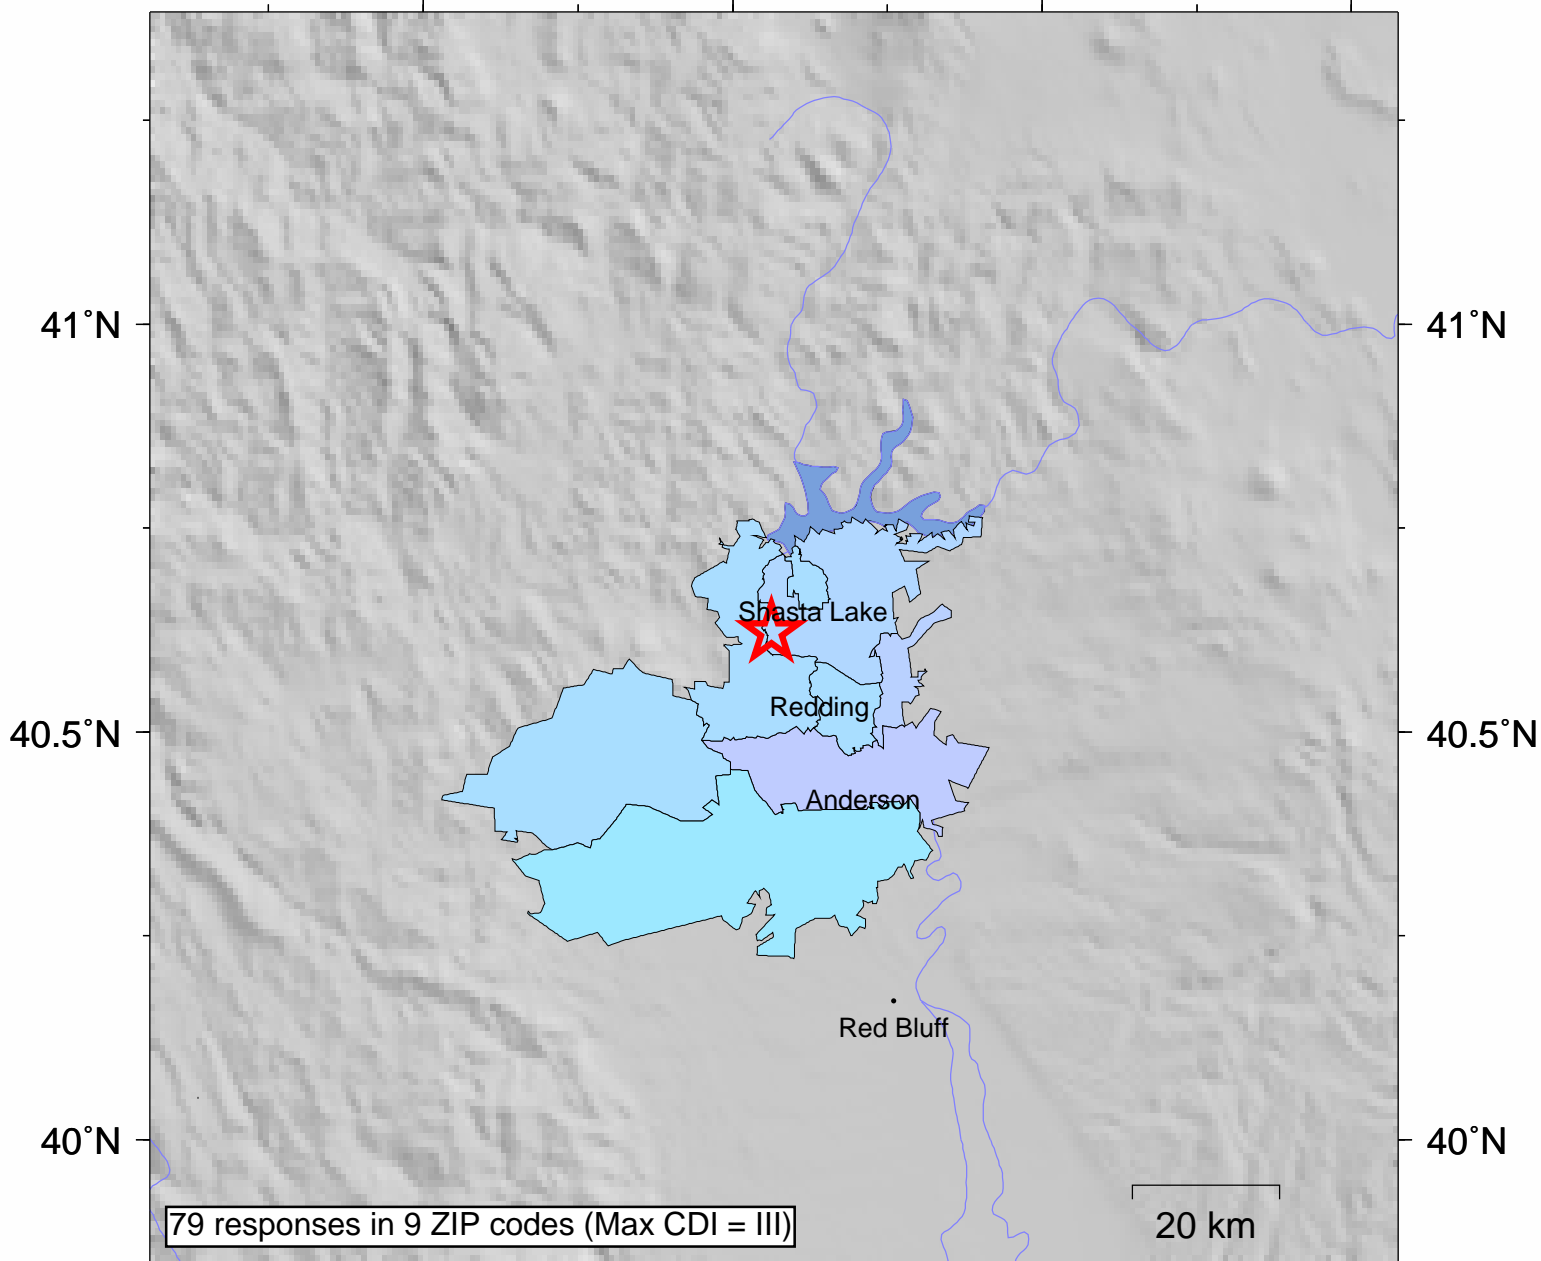 41˚N
41˚N
Shasta Lake
Redding
40.5˚N
40.5˚N
Anderson
Red Bluff
40˚N
40˚N
79 responses in 9 ZIP codes (Max CDI = III)
20 km